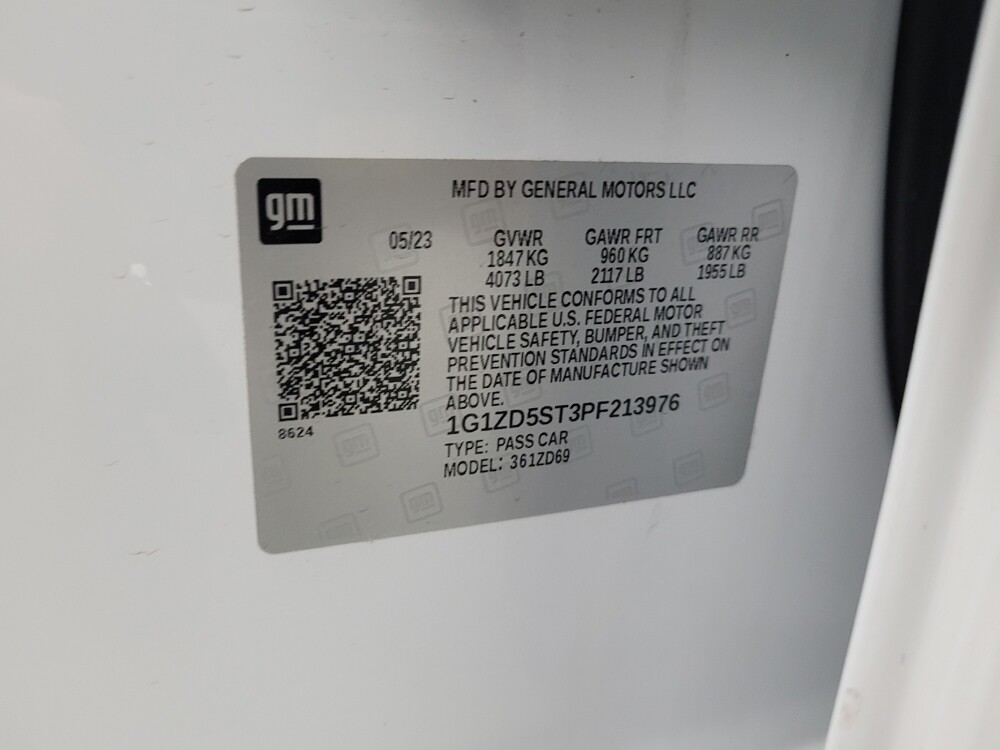 gm
MFD BY GENERAL MOTORS LLC
05/23 GVWR GAWR FRT GAWR RR
1847 KG 960 KG 887 KG
4073 LB 2117 LB 1955 LB
THIS VEHICLE CONFORMS TO ALL
APPLICABLE U.S. FEDERAL MOTOR
VEHICLE SAFETY, BUMPER, AND THEFT
PREVENTION STANDARDS IN EFFECT ON
THE DATE OF MANUFACTURE SHOWN
ABOVE.
8624
1G1ZD5ST3PF213976
TYPE: PASS CAR
MODEL: 361ZD69